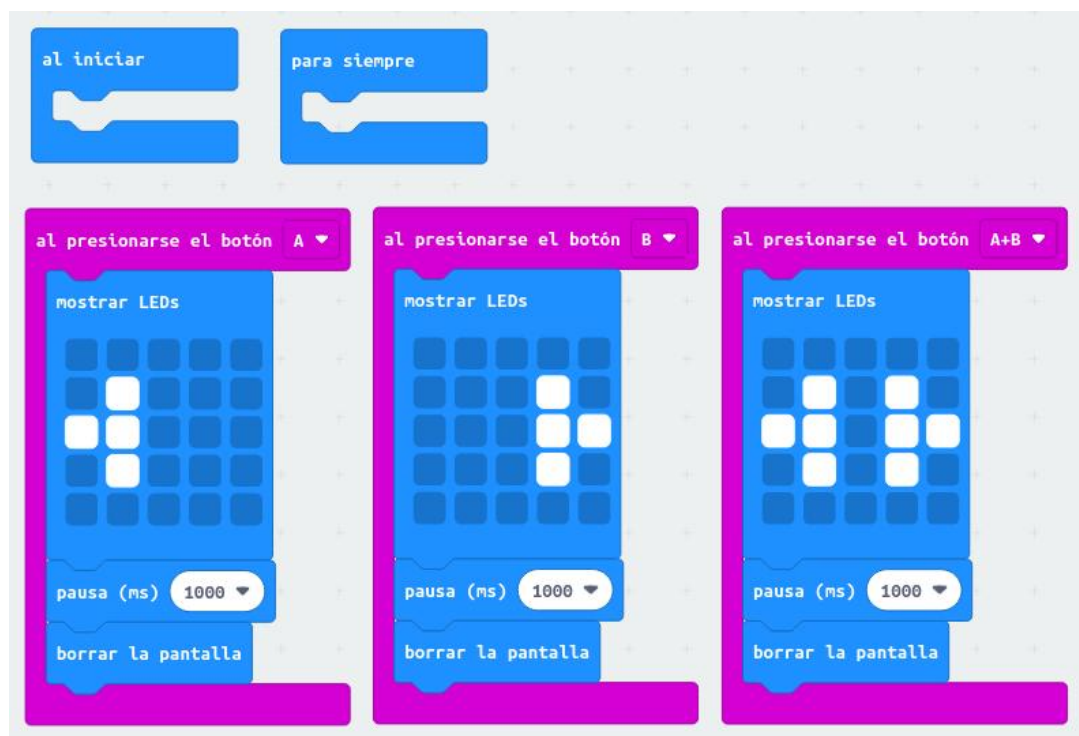 al iniciar
para siempre
al presionarse el botón A
mostrar LEDs
pausa (ms) 1000
borrar la pantalla
al presionarse el botón B
mostrar LEDs
pausa (ms) 1000
borrar la pantalla
al presionarse el botón A+B
mostrar LEDs
pausa (ms) 1000
borrar la pantalla